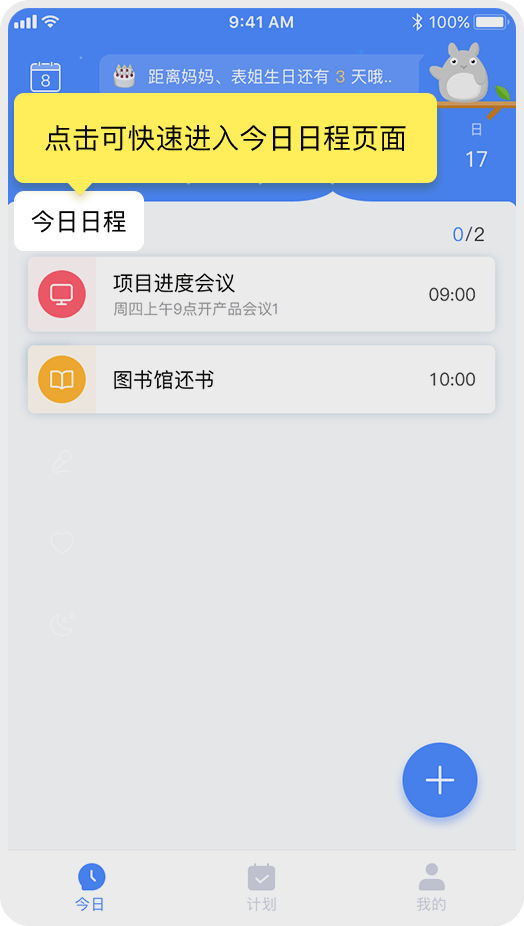 9:41 AM
100%
8
距离妈妈、表姐生日还有 3 天哦..
点击可快速进入今日日程页面
日
17
今日日程
0/2
项目进度会议
周四上午9点开产品会议1
09:00
图书馆还书
10:00
今日
计划
我的